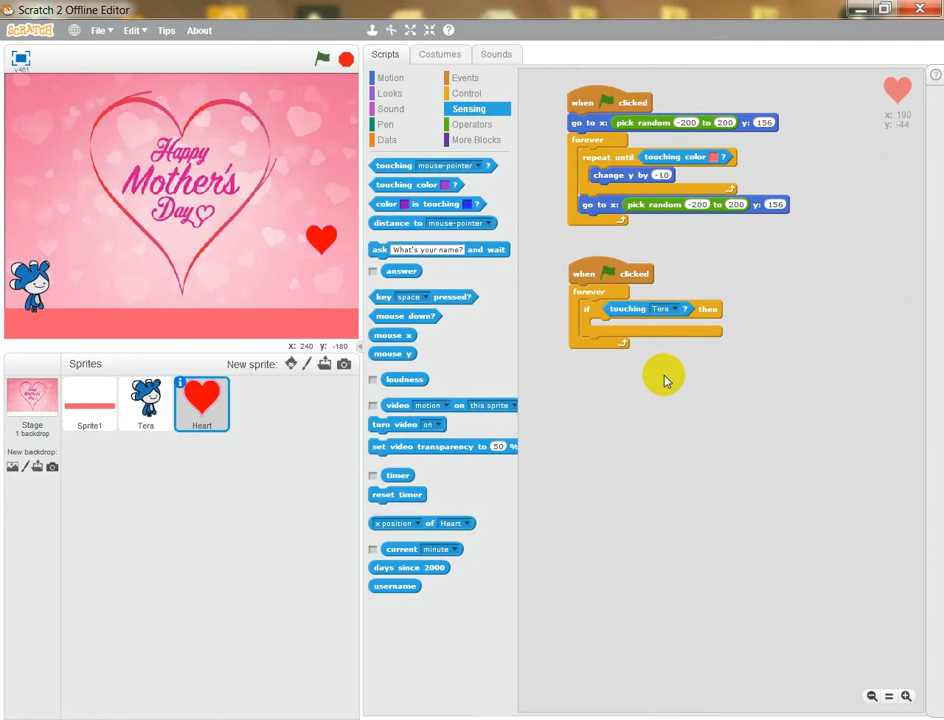 Scratch 2 Offline Editor
SCRATCH File Edit Tips About
v461
Happy
Mother's
Day
x: 240 y: -180
Sprites New sprite:
Stage
1 backdrop
New backdrop:
Sprite1
Tera
Heart
Scripts Costumes Sounds
Motion Events
Looks Control
Sound Sensing
Pen Operators
Data More Blocks
touching mouse-pointer ?
touching color ?
color is touching ?
distance to mouse-pointer
ask What's your name? and wait
answer
key space pressed?
mouse down?
mouse x
mouse y
loudness
video motion on this sprite
turn video on
set video transparency to 50 %
timer
reset timer
x position of Heart
current minute
days since 2000
username
when clicked
go to x: pick random -200 to 200 y: 156
forever
repeat until touching color ?
change y by -10
go to x: pick random -200 to 200 y: 156
when clicked
forever
if touching Tera ? then
x: 190
y: -44
?